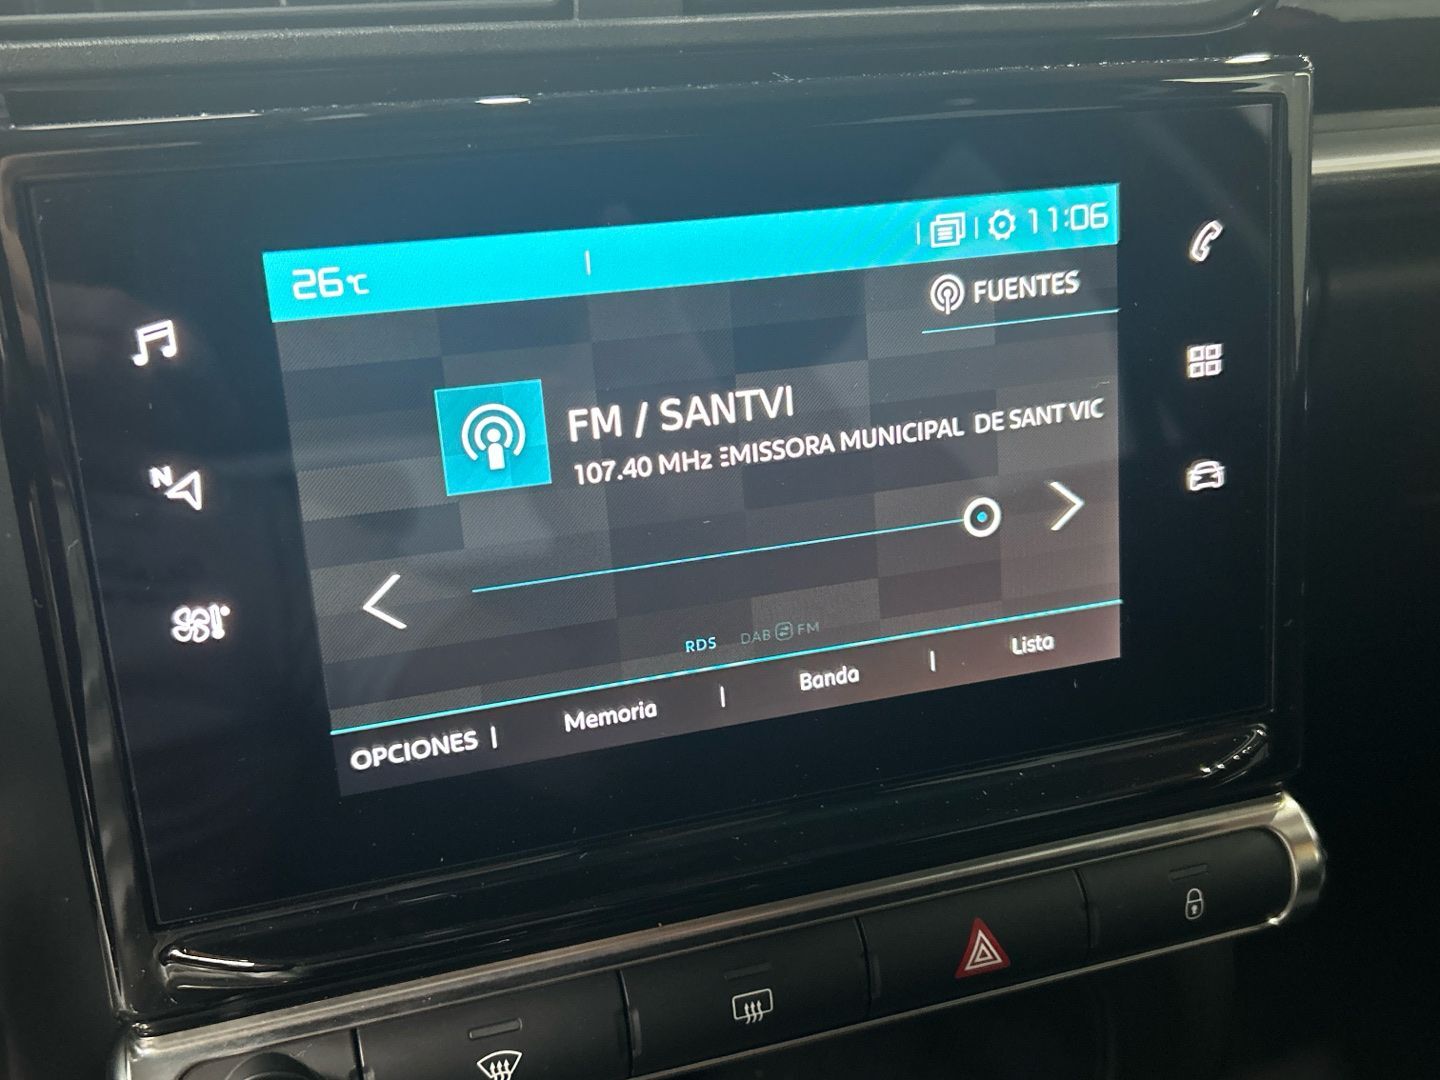 26°C 11:06
FUENTES
FM / SANTVI
107.40 MHz EMISSORA MUNICIPAL DE SANT VIC
N
RDS DAB FM
OPCIONES Memoria Banda Lista